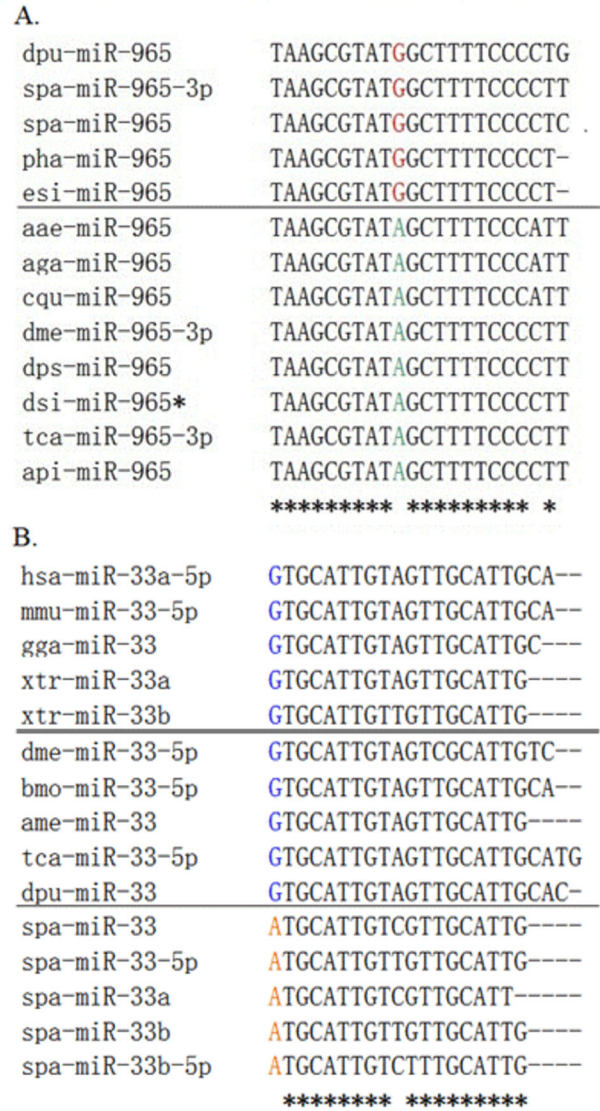 A.
dpu-miR-965 TAAGCGTATGGCTTTTCCCCTG
spa-miR-965-3p TAAGCGTATGGCTTTTCCCCTT
spa-miR-965 TAAGCGTATGGCTTTTCCCCTC .
pha-miR-965 TAAGCGTATGGCTTTTCCCCT-
esi-miR-965 TAAGCGTATGGCTTTTCCCCT-
aae-miR-965 TAAGCGTATAGCTTTTCCCATT
aga-miR-965 TAAGCGTATAGCTTTTCCCATT
cqu-miR-965 TAAGCGTATAGCTTTTCCCATT
dme-miR-965-3p TAAGCGTATAGCTTTTCCCCTT
dps-miR-965 TAAGCGTATAGCTTTTCCCCTT
dsi-miR-965* TAAGCGTATAGCTTTTCCCCTT
tca-miR-965-3p TAAGCGTATAGCTTTTCCCCTT
api-miR-965 TAAGCGTATAGCTTTTCCCCTT
********* ********* *
B.
hsa-miR-33a-5p GTGCATTGTAGTTGCATTGCA--
mmu-miR-33-5p GTGCATTGTAGTTGCATTGCA--
gga-miR-33 GTGCATTGTAGTTGCATTGC---
xtr-miR-33a GTGCATTGTAGTTGCATTG----
xtr-miR-33b GTGCATTGTTGTTGCATTG----
dme-miR-33-5p GTGCATTGTAGTCGCATTGTC--
bmo-miR-33-5p GTGCATTGTAGTTGCATTGCA--
ame-miR-33 GTGCATTGTAGTTGCATTG----
tca-miR-33-5p GTGCATTGTAGTTGCATTGCATG
dpu-miR-33 GTGCATTGTAGTTGCATTGCAC-
spa-miR-33 ATGCATTGTCGTTGCATTG----
spa-miR-33-5p ATGCATTGTTGTTGCATTG----
spa-miR-33a ATGCATTGTCGTTGCATT-----
spa-miR-33b ATGCATTGTTGTTGCATTG----
spa-miR-33b-5p ATGCATTGTCTTTGCATTG----
******** *********